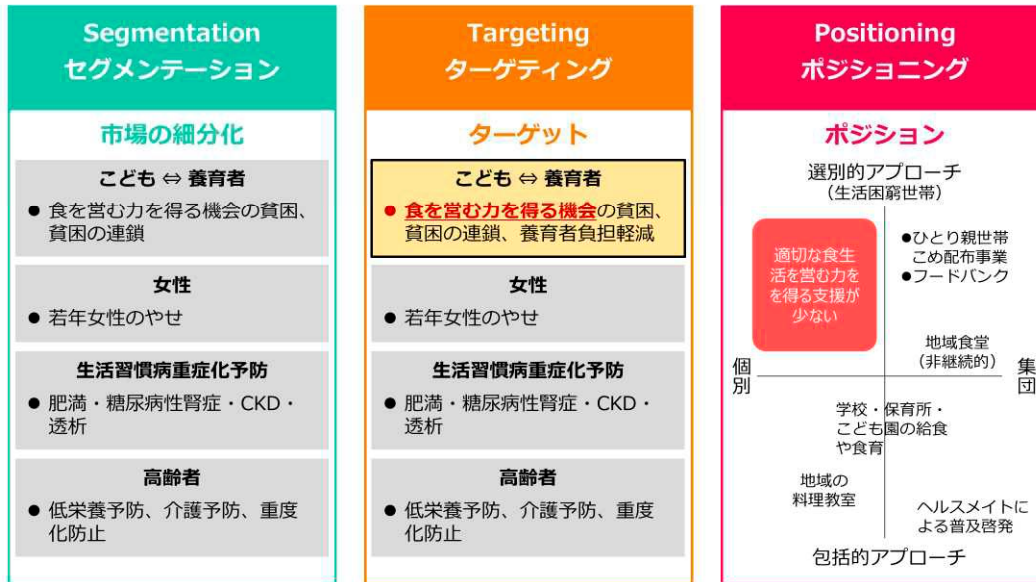 Segmentation
セグメンテーション
市場の細分化
こども ⇔ 養育者
● 食を営む力を得る機会の貧困、
貧困の連鎖
女性
● 若年女性のやせ
生活習慣病重症化予防
● 肥満・糖尿病性腎症・CKD・
透析
高齢者
● 低栄養予防、介護予防、重度
化防止
Targeting
ターゲティング
ターゲット
こども ⇔ 養育者
● 食を営む力を得る機会の貧困、
貧困の連鎖、養育者負担軽減
女性
● 若年女性のやせ
生活習慣病重症化予防
● 肥満・糖尿病性腎症・CKD・
透析
高齢者
● 低栄養予防、介護予防、重度
化防止
Positioning
ポジショニング
ポジション
選別的アプローチ
（生活困窮世帯）
適切な食生
活を営む力を
を得る支援が
少ない
●ひとり親世帯
こめ配布事業
●フードバンク
地域食堂
（非継続的）
個別
集団
学校・保育所・
こども園の給食
や食育
地域の
料理教室
ヘルスメイトに
よる普及啓発
包括的アプローチ